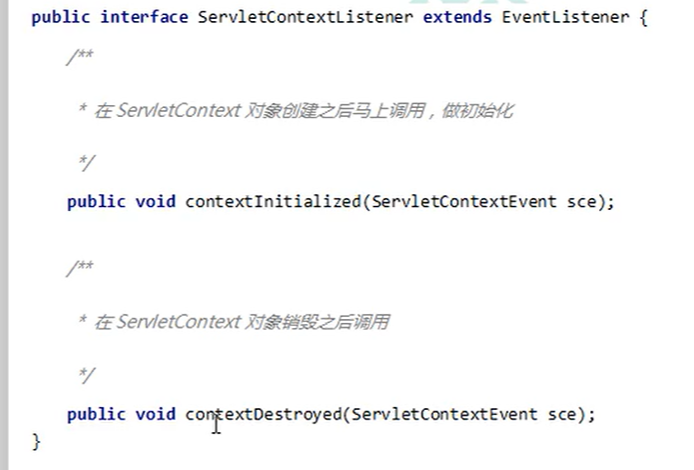 public interface ServletContextListener extends EventListener {
/**
* 在 ServletContext 对象创建之后马上调用，做初始化
*/
public void contextInitialized(ServletContextEvent sce);
/**
* 在 ServletContext 对象销毁之后调用
*/
public void contextDestroyed(ServletContextEvent sce);
}